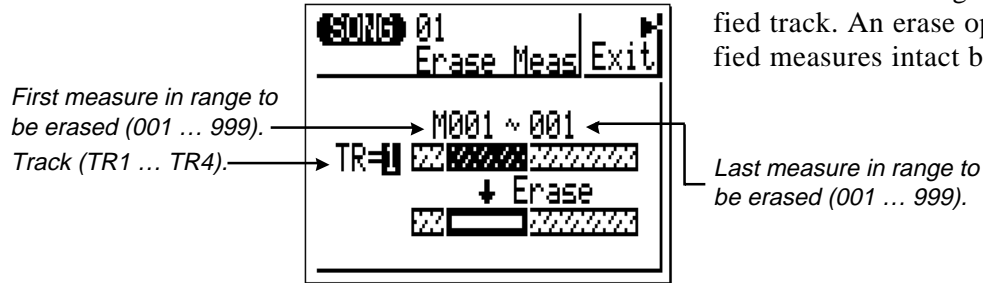 fied track. An erase op
fied measures intact b
SONG 01
Erase Meas Exit
First measure in range to
be erased (001 … 999).
Track (TR1 … TR4).
M001 ~ 001
TR=1
Erase
Last measure in range to
be erased (001 … 999).